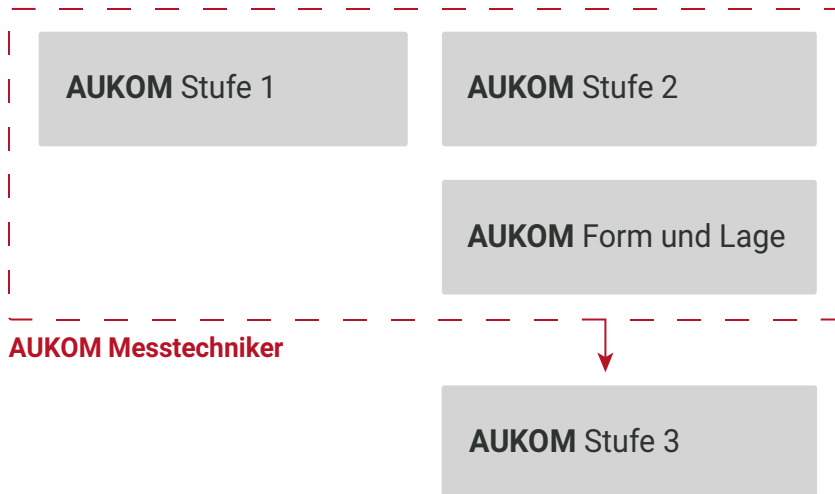 AUKOM Stufe 1
AUKOM Stufe 2
AUKOM Form und Lage
AUKOM Messtechniker
AUKOM Stufe 3